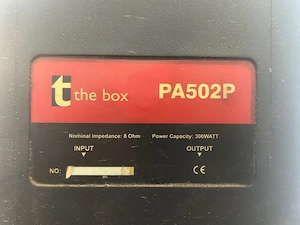 t the box PA502P
Nominal Impedance: 8 Ohm Power Capacity: 300WATT
INPUT OUTPUT
NO: CE